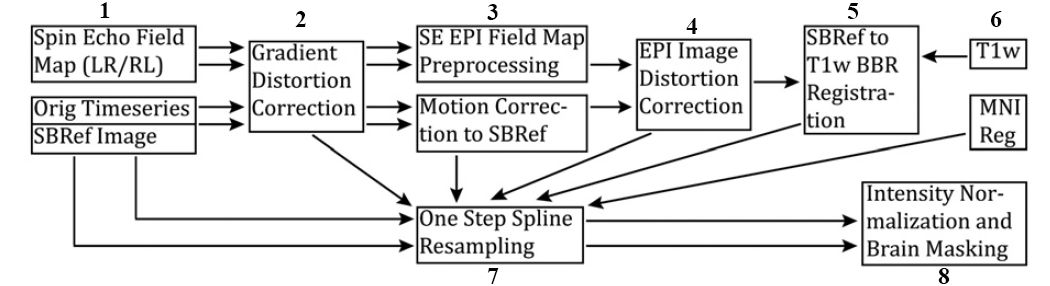 1
Spin Echo Field
Map (LR/RL)
Orig Timeseries
SBRef Image
2
Gradient
Distortion
Correction
3
SE EPI Field Map
Preprocessing
Motion Correc-
tion to SBRef
4
EPI Image
Distortion
Correction
5
SBRef to
T1w BBR
Registra-
tion
6
T1w
MNI
Reg
One Step Spline
Resampling
7
Intensity Nor-
malization and
Brain Masking
8